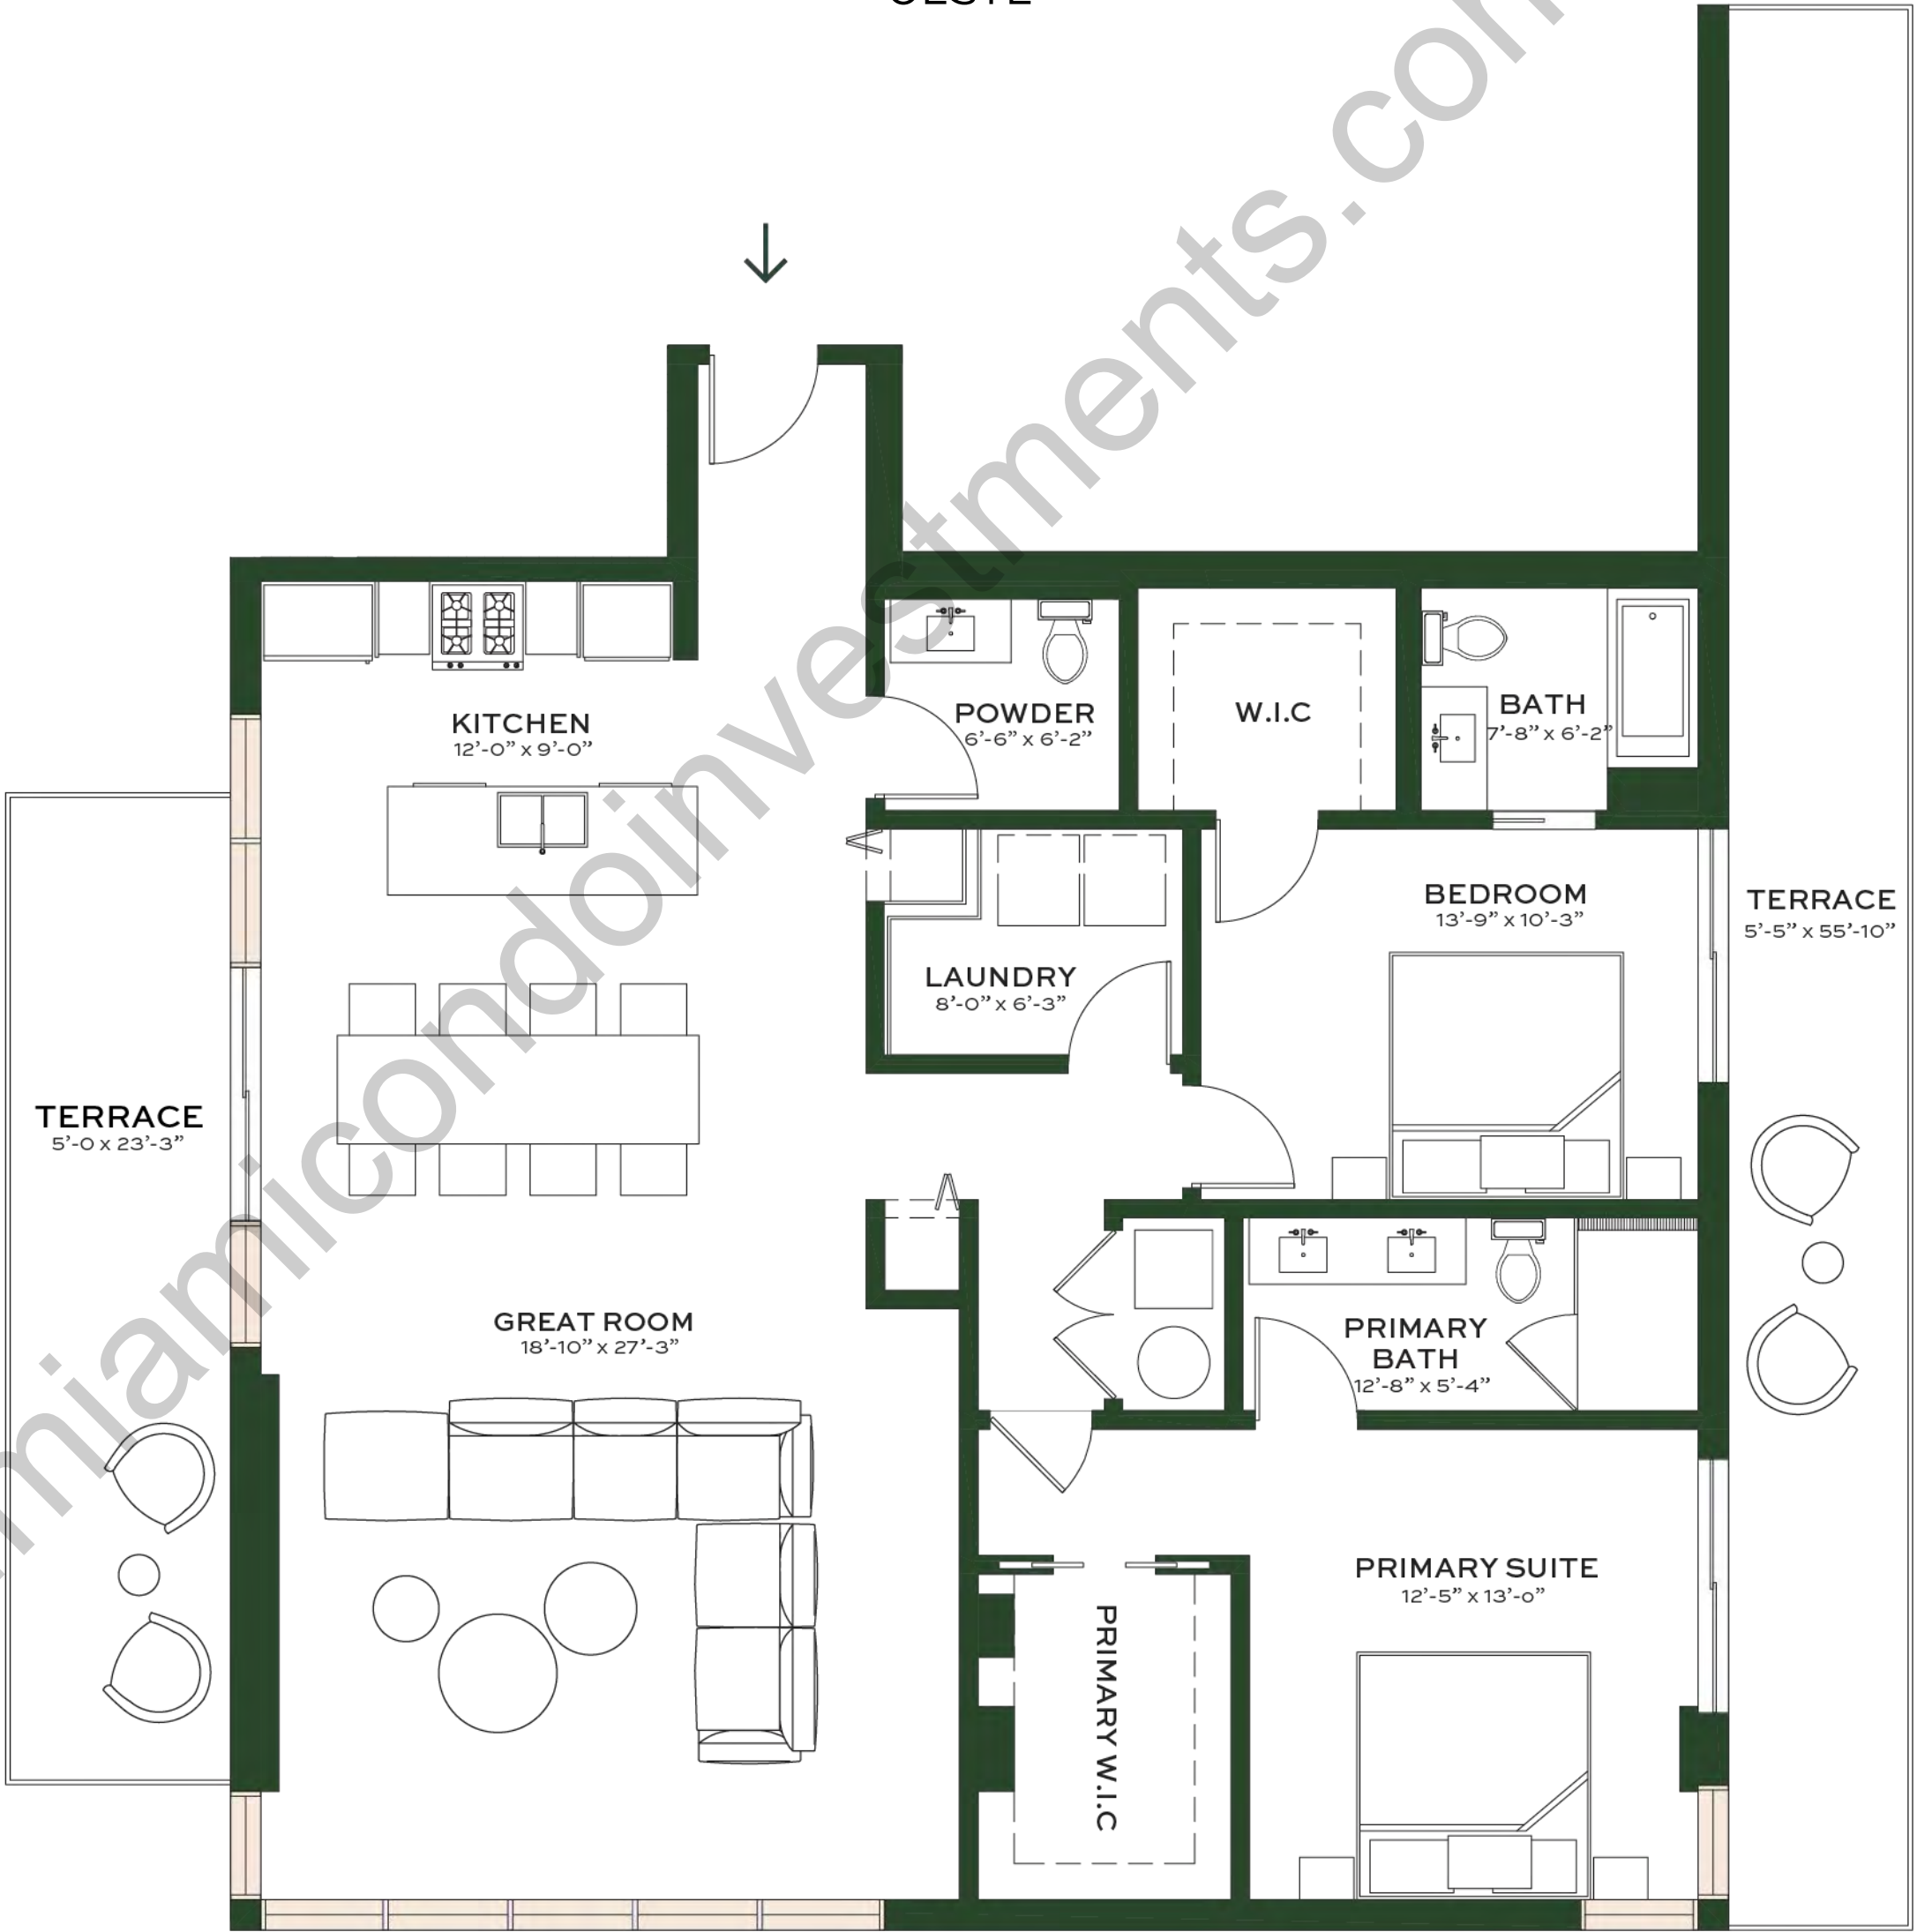 KITCHEN
12'-0" x 9'-0"
POWDER
6'-6" x 6'-2"
W.I.C
BATH
7'-8" x 6'-2"
BEDROOM
13'-9" x 10'-3"
TERRACE
5'-5" x 55'-10"
LAUNDRY
8'-0" x 6'-3"
TERRACE
5'-0 x 23'-3"
GREAT ROOM
18'-10" x 27'-3"
PRIMARY
BATH
12'-8" x 5'-4"
PRIMARY SUITE
12'-5" x 13'-0"
PRIMARY W.I.C
miamicondoinvestments.com